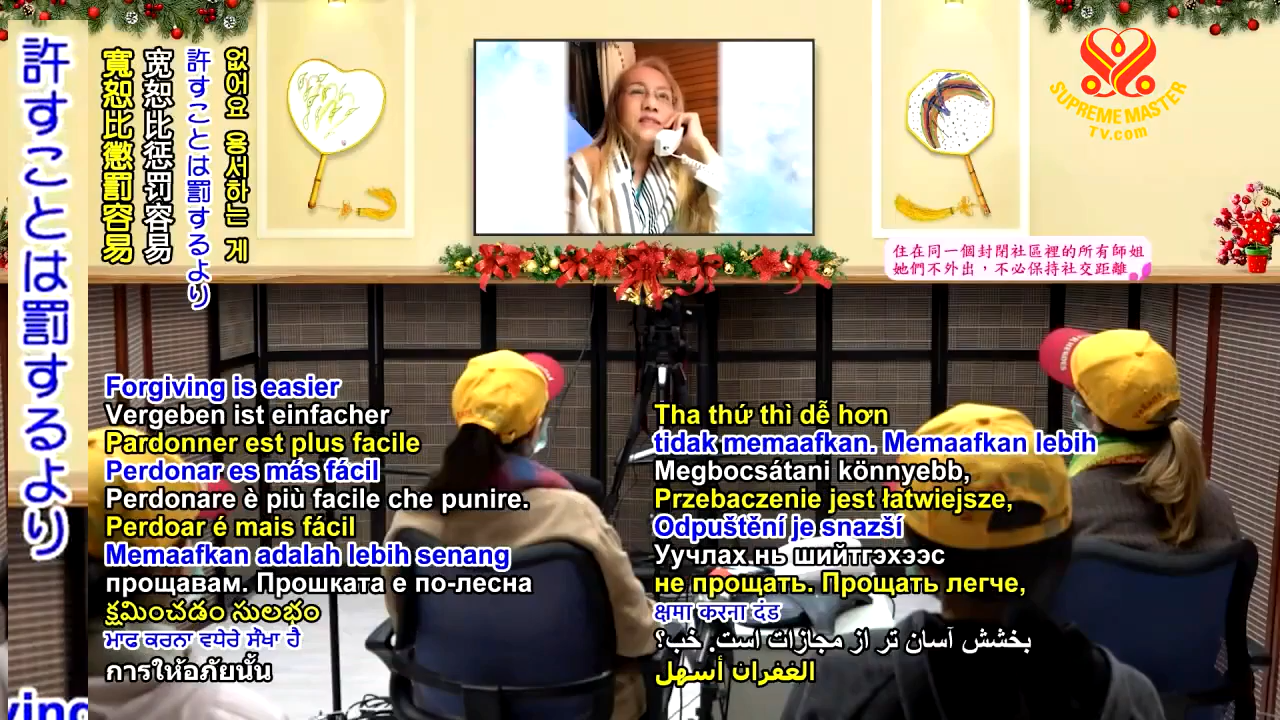 許すことは罰するより
寬恕比懲罰容易
宽恕比惩罚容易
許すことは罰するより
없어요 용서하는 게
SUPREME MASTER
TV.com
住在同一個封閉社區裡的所有師姐
她們不外出，不必保持社交距離
Forgiving is easier
Vergeben ist einfacher
Pardonner est plus facile
Perdonar es más fácil
Perdonare è più facile che punire.
Perdoar é mais fácil
Memaafkan adalah lebih senang
прощавам. Прошката е по-лесна
క్షమించడం సులభం
ਮਾਫ ਕਰਨਾ ਵਧੇਰੇ ਸੌਖਾ ਹੈ
การให้อภัยนั้น
Tha thứ thì dễ hơn
tidak memaafkan. Memaafkan lebih
Megbocsátani könnyebb,
Przebaczenie jest łatwiejsze,
Odpuštění je snazší
Уучлах нь шийтгэхээс
не прощать. Прощать легче,
क्षमा करना दंड
بخشش آسان تر از مجازات است. خب؟
الغفران أسهل